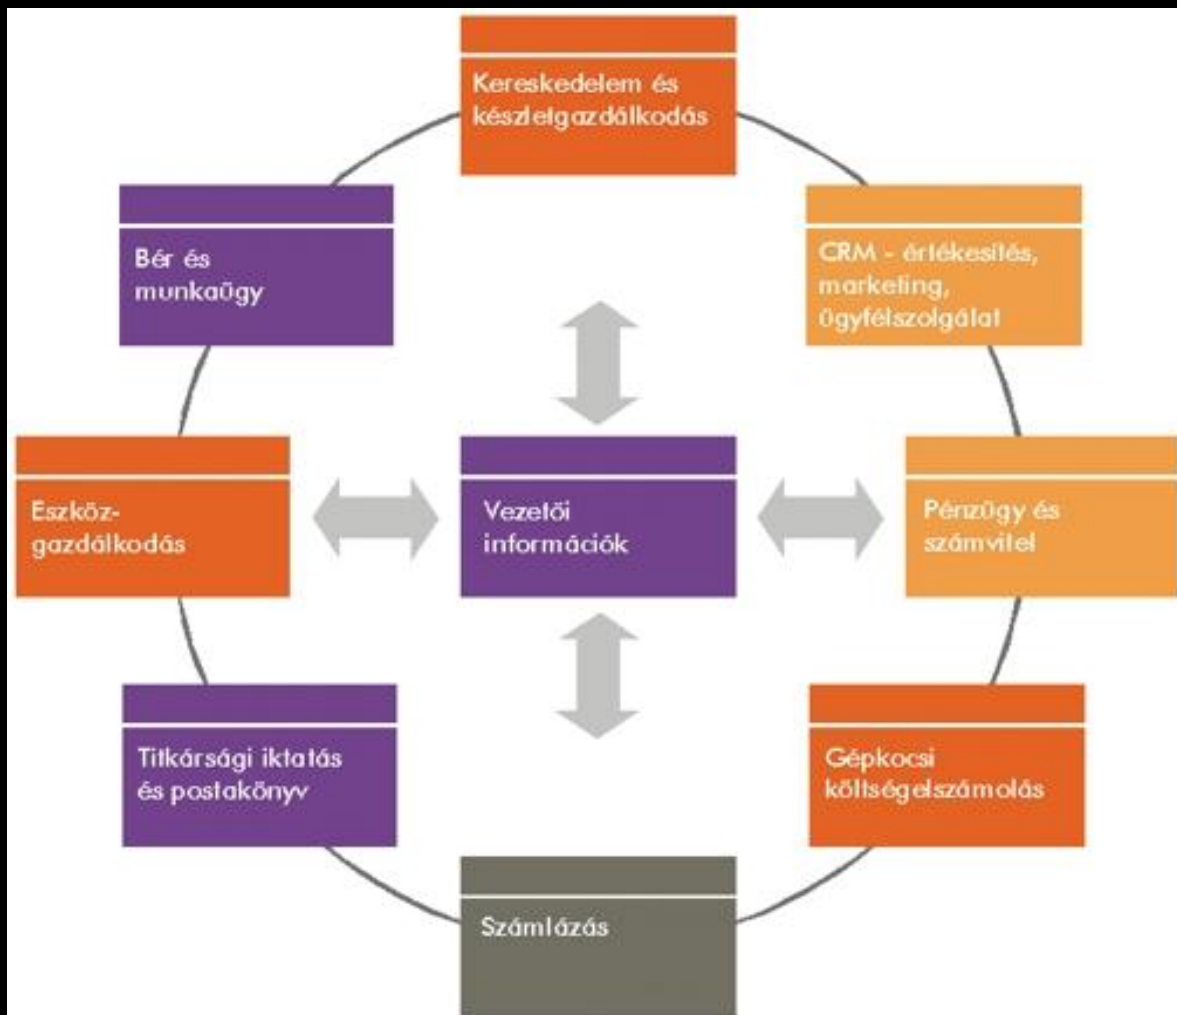 Kereskedelem és
készletgazdálkodás
Bér és
munkaügy
CRM - értékesítés,
marketing,
ügyfélszolgálat
Eszköz-
gazdálkodás
Vezetői
információk
Pénzügy és
számvitel
Titkársági iktatás
és postakönyv
Gépkocsi
költségelszámolás
Számlázás